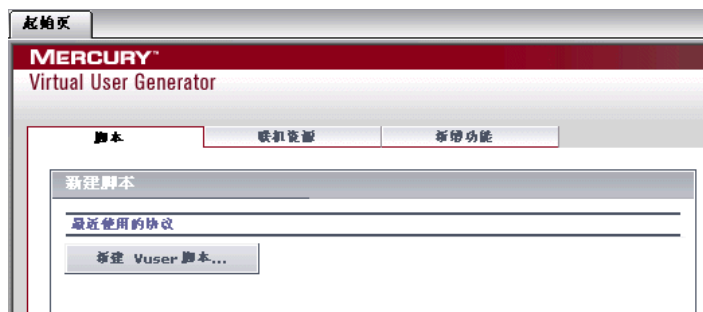 起始页
MERCURY™
Virtual User Generator
脚本
联机资源
新增功能
新建脚本
最近使用的协议
新建 Vuser 脚本...